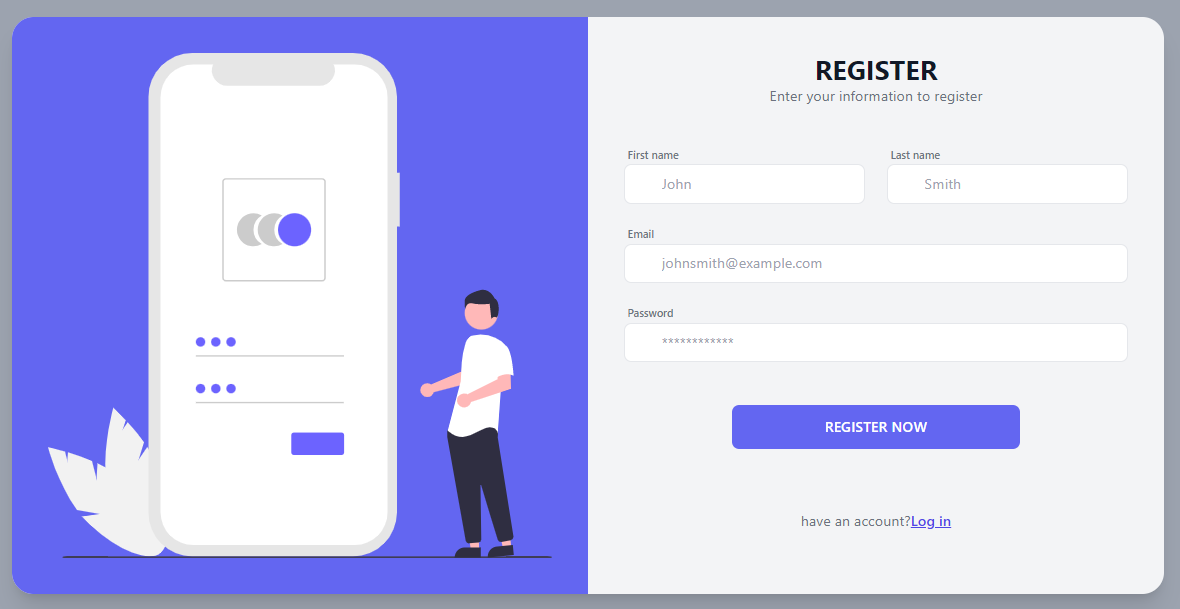 REGISTER
Enter your information to register
First name
Last name
John
Smith
Email
johnsmith@example.com
Password
************
REGISTER NOW
have an account?Log in